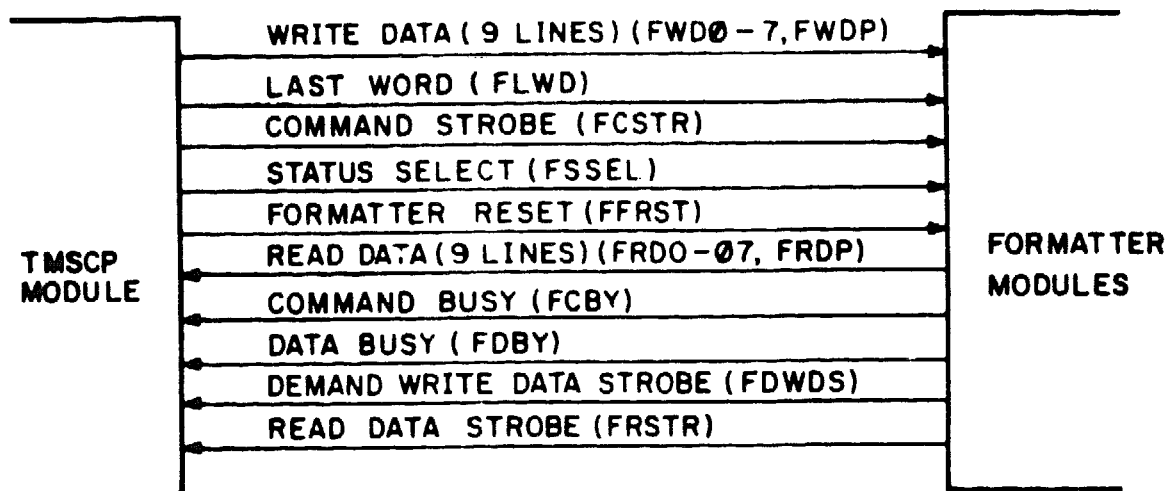 WRITE DATA ( 9 LINES) (FWDØ - 7, FWDP)
LAST WORD ( FLWD)
COMMAND STROBE (FCSTR)
STATUS SELECT (FSSEL)
FORMATTER RESET (FFRST)
READ DATA (9 LINES) (FRDO-Ø7, FRDP)
COMMAND BUSY (FCBY)
DATA BUSY ( FDBY)
DEMAND WRITE DATA STROBE (FDWDS)
READ DATA STROBE (FRSTR)
TMSCP
MODULE
FORMATTER
MODULES